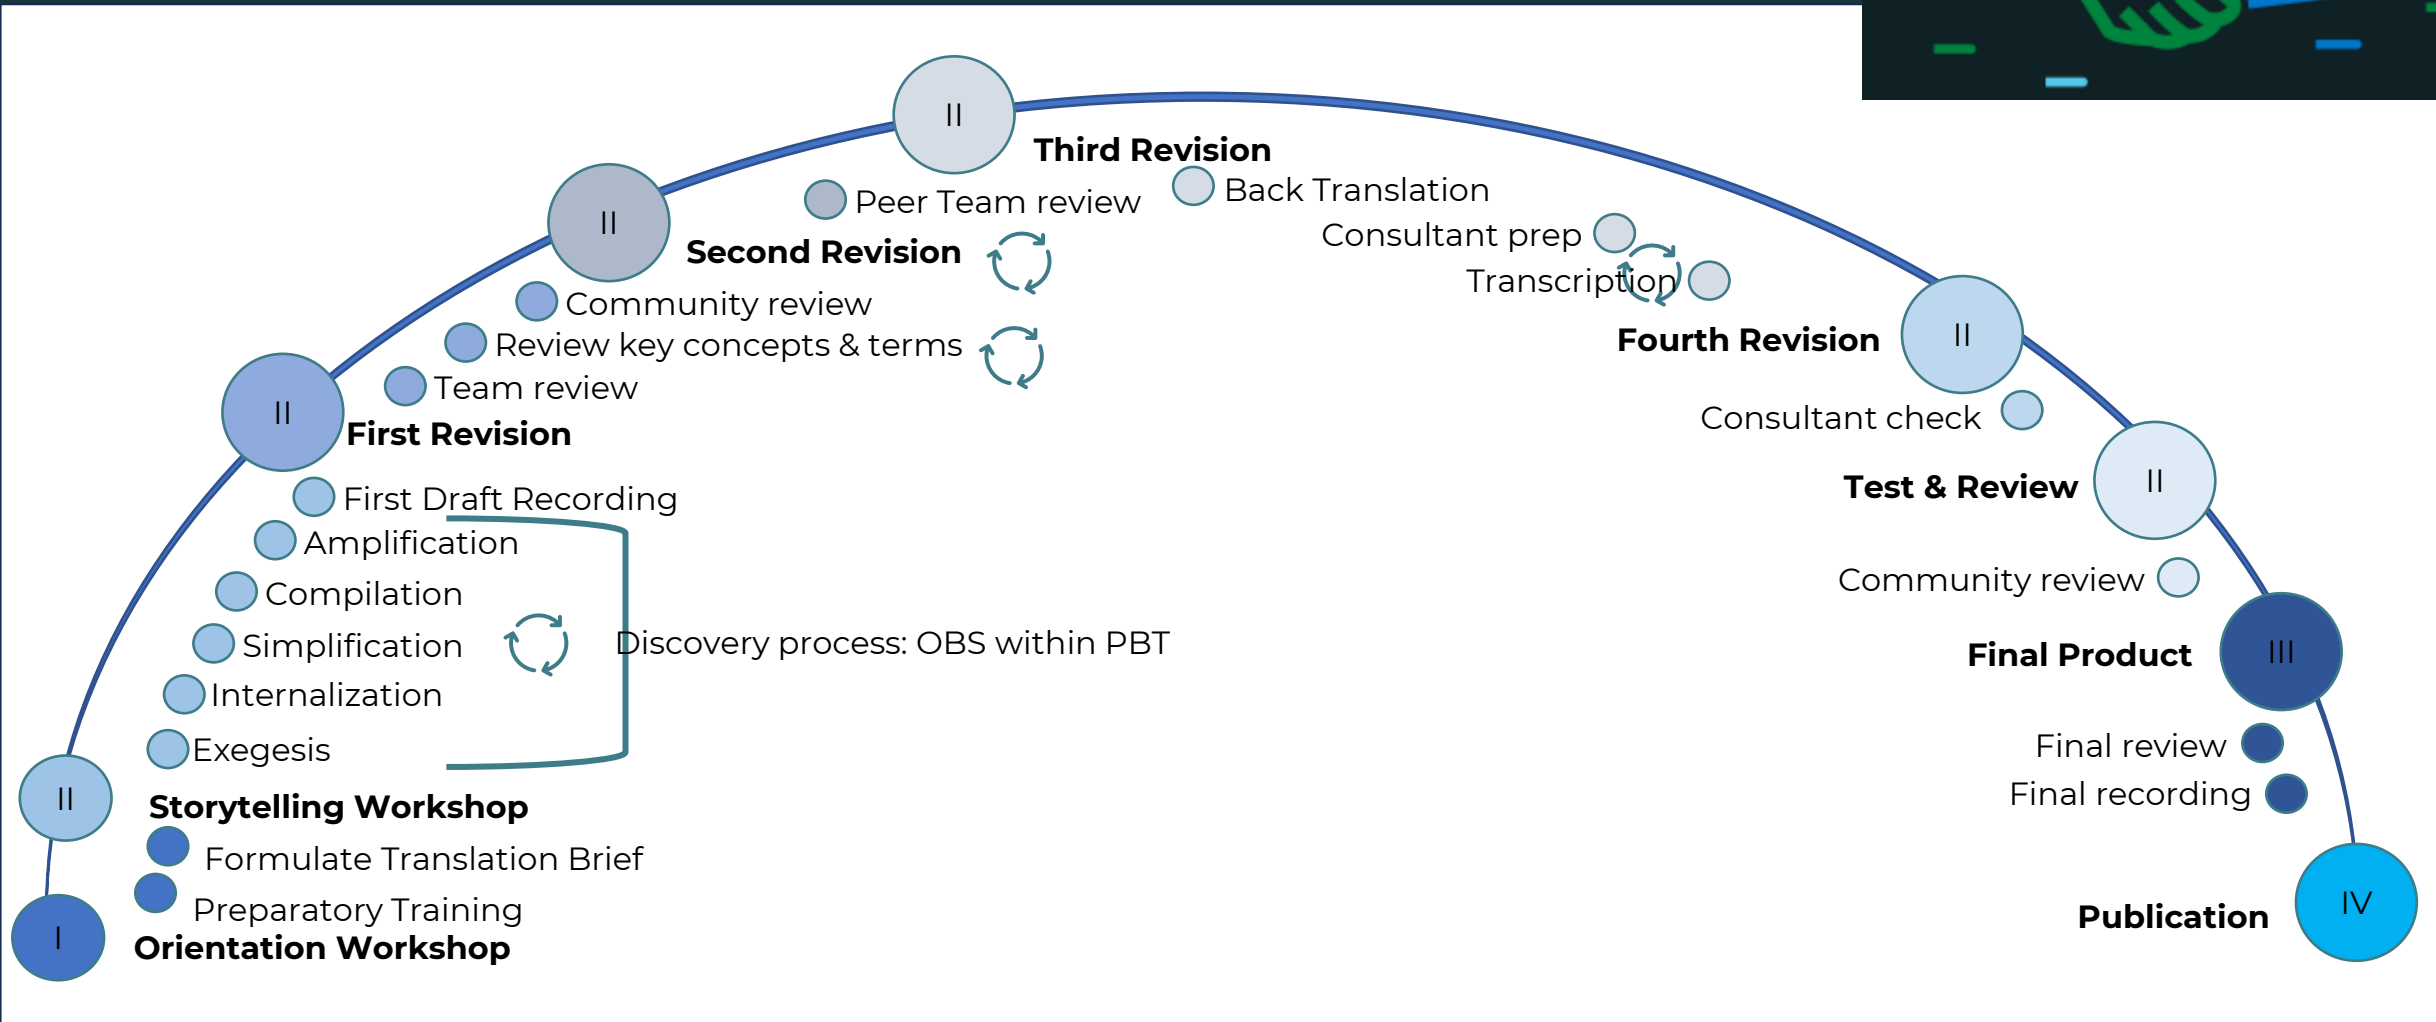 II
Third Revision
Peer Team review
Back Translation
II
Second Revision
Consultant prep
Transcription
Community review
Review key concepts & terms
Team review
II
First Revision
II
Fourth Revision
Consultant check
First Draft Recording
Amplification
Compilation
Simplification
Internalization
Exegesis
Discovery process: OBS within PBT
II
Test & Review
Community review
III
Final Product
Final review
Final recording
II
Storytelling Workshop
Formulate Translation Brief
Preparatory Training
I
Orientation Workshop
IV
Publication